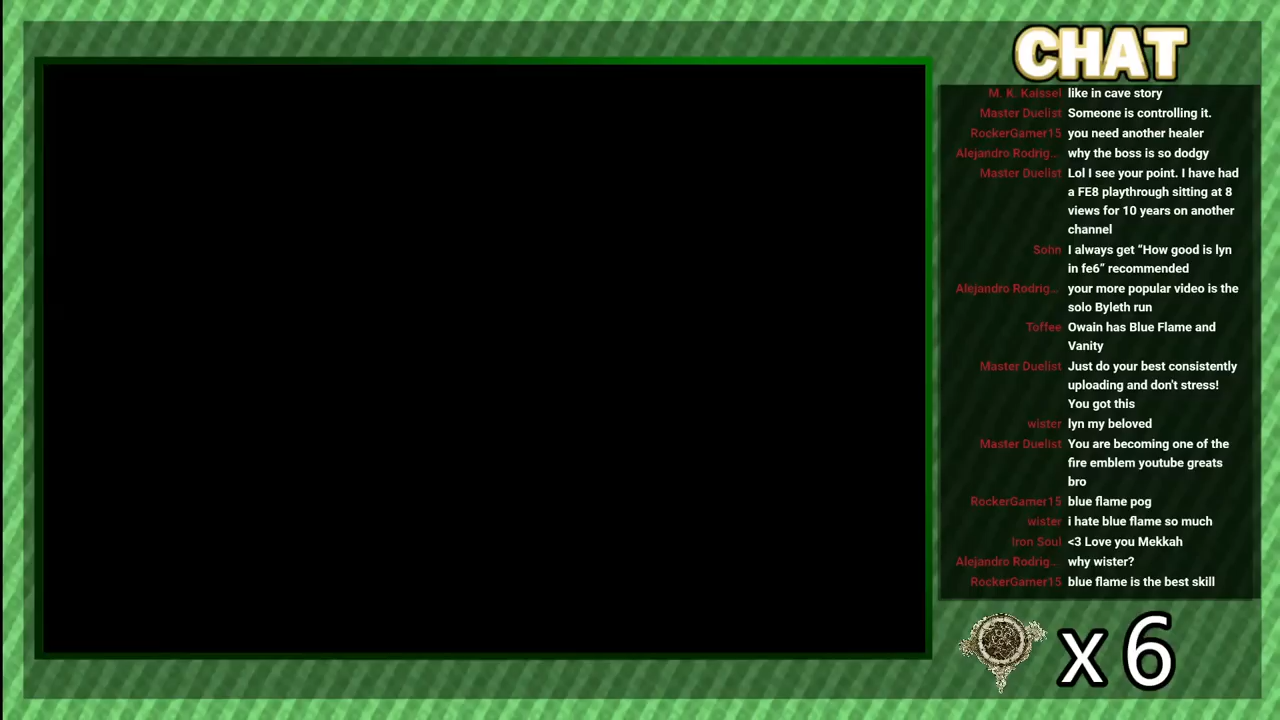 CHAT
M. K. Kaissel like in cave story
Master Duelist Someone is controlling it.
RockerGamer15 you need another healer
Alejandro Rodrig... why the boss is so dodgy
Master Duelist Lol I see your point. I have had
a FE8 playthrough sitting at 8
views for 10 years on another
channel
Sohn I always get “How good is lyn
in fe6” recommended
Alejandro Rodrig... your more popular video is the
solo Byleth run
Toffee Owain has Blue Flame and
Vanity
Master Duelist Just do your best consistently
uploading and don't stress!
You got this
wister lyn my beloved
Master Duelist You are becoming one of the
fire emblem youtube greats
bro
RockerGamer15 blue flame pog
wister i hate blue flame so much
Iron Soul <3 Love you Mekkah
Alejandro Rodrig... why wister?
RockerGamer15 blue flame is the best skill
x 6